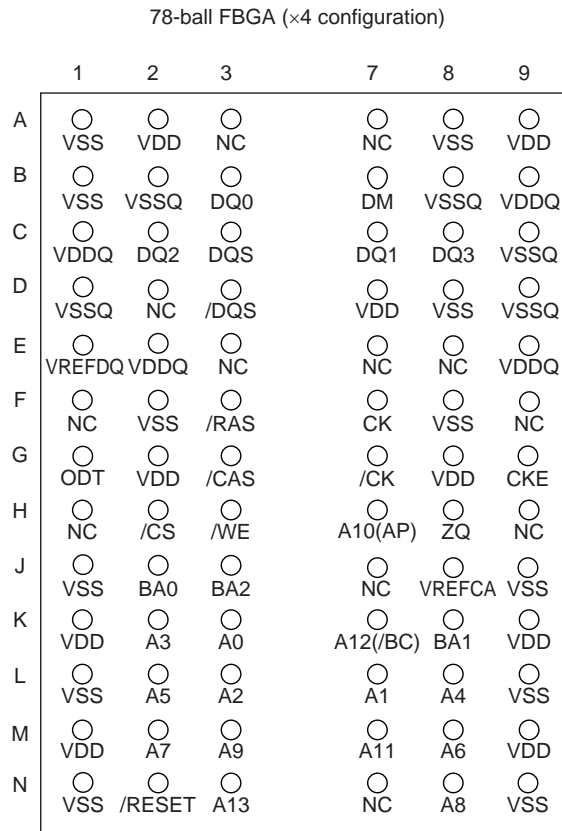 78-ball FBGA (×4 configuration)
1 2 3 7 8 9
A
VSS VDD NC NC VSS VDD
B
VSS VSSQ DQ0 DM VSSQ VDDQ
C
VDDQ DQ2 DQS DQ1 DQ3 VSSQ
D
VSSQ NC /DQS VDD VSS VSSQ
E
VREFDQ VDDQ NC NC NC VDDQ
F
NC VSS /RAS CK VSS NC
G
ODT VDD /CAS /CK VDD CKE
H
NC /CS /WE A10(AP) ZQ NC
J
VSS BA0 BA2 NC VREFCA VSS
K
VDD A3 A0 A12(/BC) BA1 VDD
L
VSS A5 A2 A1 A4 VSS
M
VDD A7 A9 A11 A6 VDD
N
VSS /RESET A13 NC A8 VSS